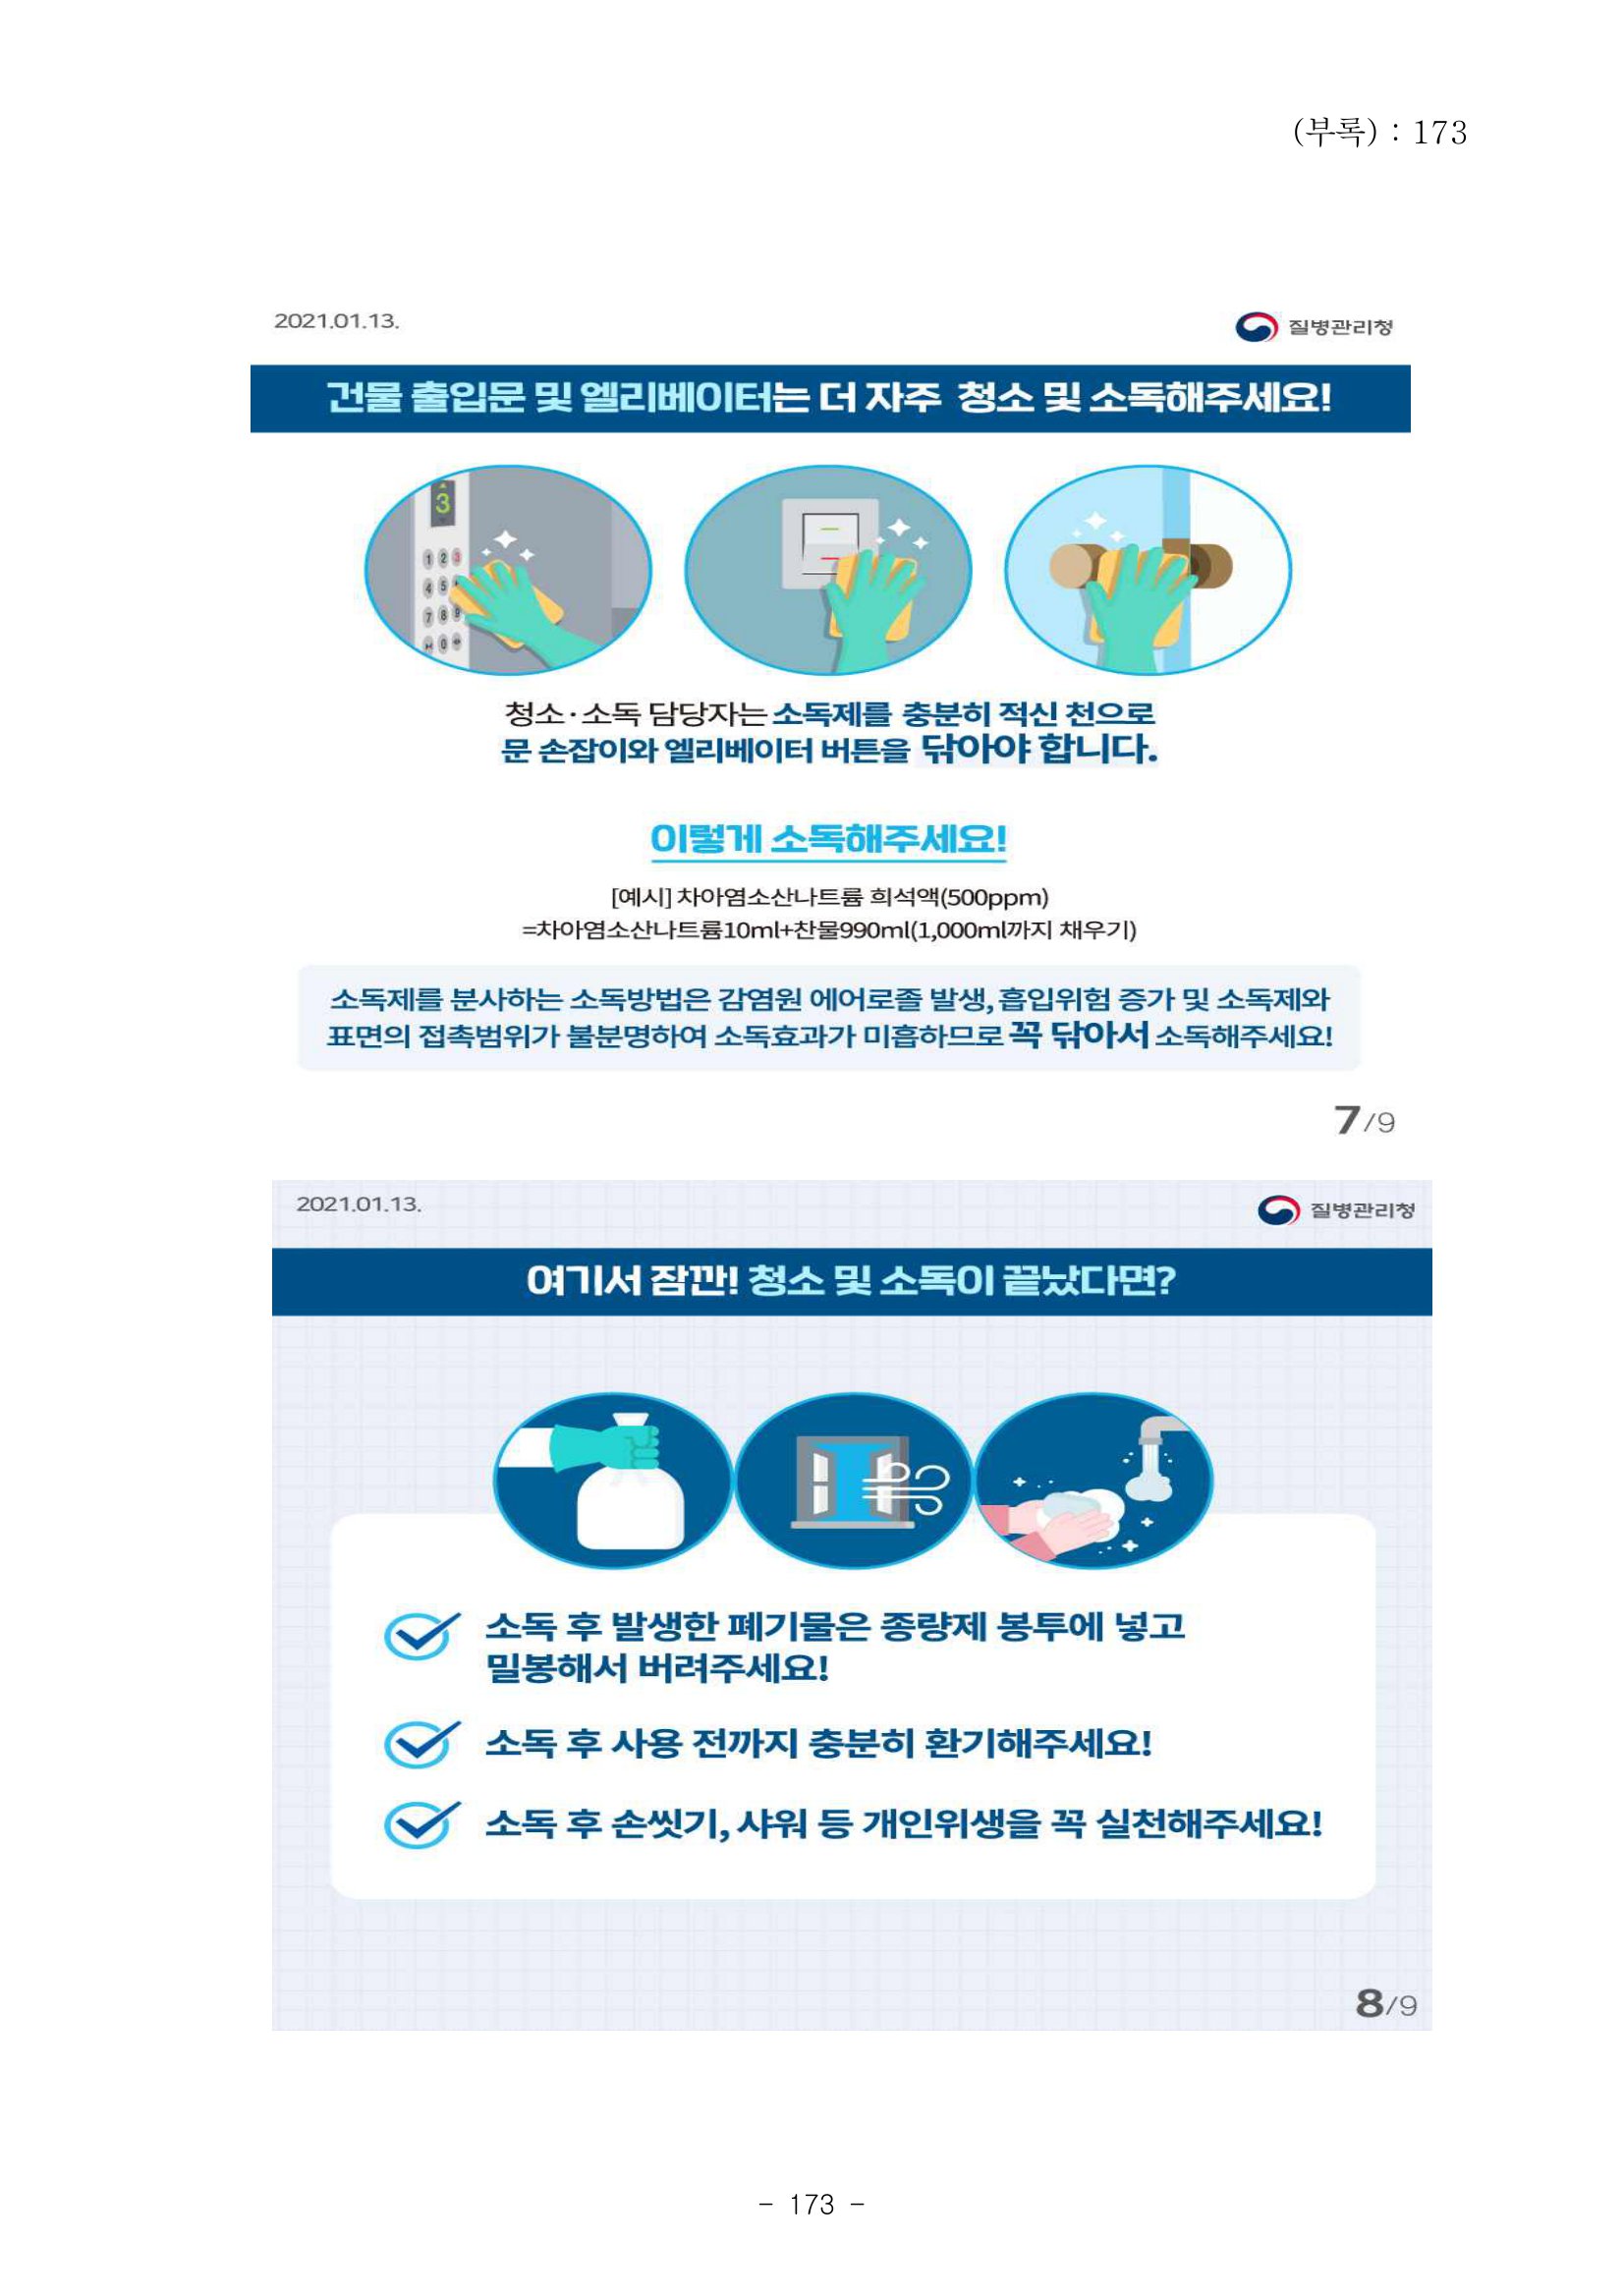 (부록) : 173
2021.01.13.
질병관리청
건물 출입문 및 엘리베이터는 더 자주 청소 및 소독해주세요!
3
1 2 3
4 5
7 8 9
0
청소·소독 담당자는 소독제를 충분히 적신 천으로
문 손잡이와 엘리베이터 버튼을 닦아야 합니다.
이렇게 소독해주세요!
[예시] 차아염소산나트륨 희석액(500ppm)
=차아염소산나트륨10ml+찬물990ml(1,000ml까지 채우기)
소독제를 분사하는 소독방법은 감염원 에어로졸 발생, 흡입위험 증가 및 소독제와
표면의 접촉범위가 불분명하여 소독효과가 미흡하므로 꼭 닦아서 소독해주세요!
7/9
2021.01.13.
질병관리청
여기서 잠깐! 청소 및 소독이 끝났다면?
소독 후 발생한 폐기물은 종량제 봉투에 넣고
밀봉해서 버려주세요!
소독 후 사용 전까지 충분히 환기해주세요!
소독 후 손씻기, 샤워 등 개인위생을 꼭 실천해주세요!
8/9
- 173 -